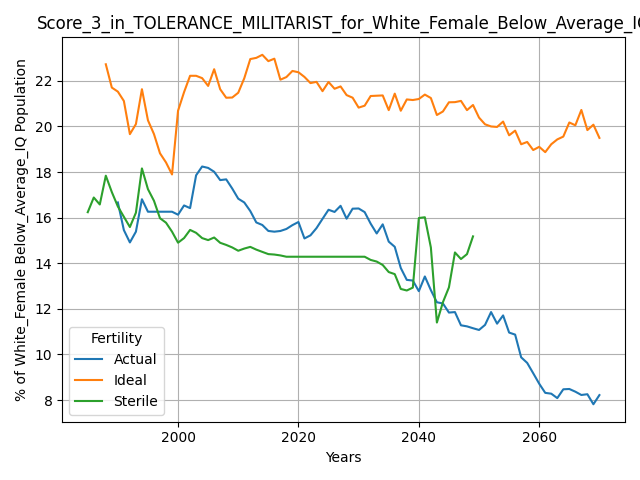 Score_3_in_TOLERANCE_MILITARIST_for_White_Female_Below_Average_IQ
% of White_Female Below_Average_IQ Population
22
20
18
16
14
12
10
8
Fertility
Actual
Ideal
Sterile
2000
2020
2040
2060
Years